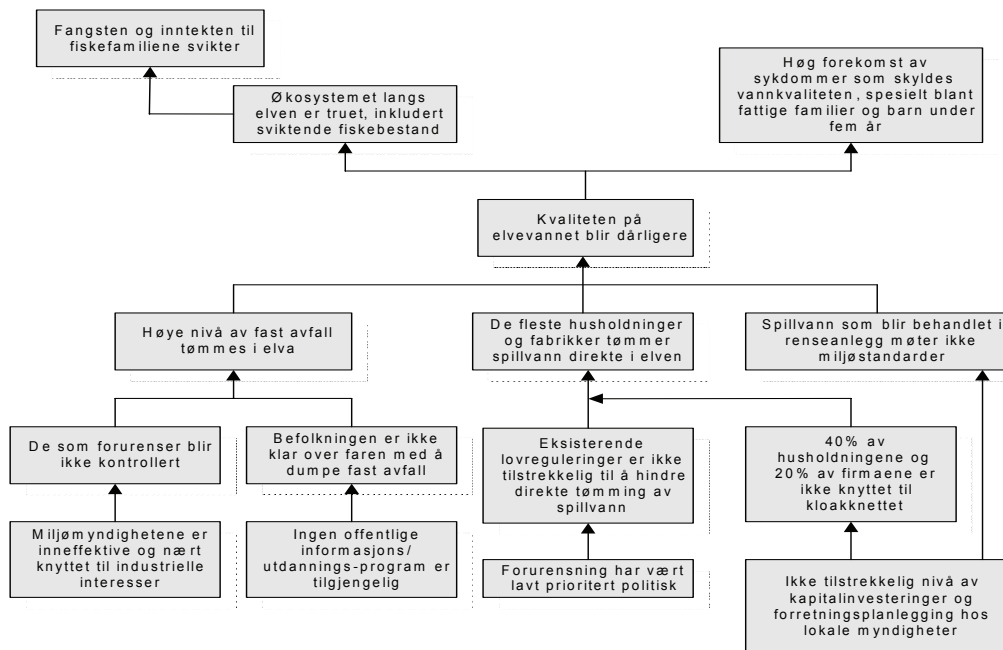 Fangsten og inntekten til
fiskefamiliene svikter
Høg forekomst av
sykdommer som skyldes
vannkvaliteten, spesielt blant
fattige familier og barn under
fem år
Økosystemet langs
elven er truet, inkludert
sviktende fiskebestand
Kvaliteten på
elvevannet blir dårligere
Høye nivå av fast avfall
tømmes i elva
De fleste husholdninger
og fabrikker tømmer
spillvann direkte i elven
Spillvann som blir behandlet i
renseanlegg møter ikke
miljøstandarder
De som forurenser blir
ikke kontrollert
Befolkningen er ikke
klar over faren med å
dumpe fast avfall
Eksisterende
lovreguleringer er ikke
tilstrekkelig til å hindre
direkte tømming av
spillvann
40% av
husholdningene og
20% av firmaene er
ikke knyttet til
kloakknettet
Miljømyndighetene er
inneffektive og nært
knyttet til industrielle
interesser
Ingen offentlige
informasjons/
utdannings-program er
tilgjengelig
Forurensning har vært
lavt prioritert politisk
Ikke tilstrekkelig nivå av
kapitalinvesteringer og
forretningsplanlegging hos
lokale myndigheter